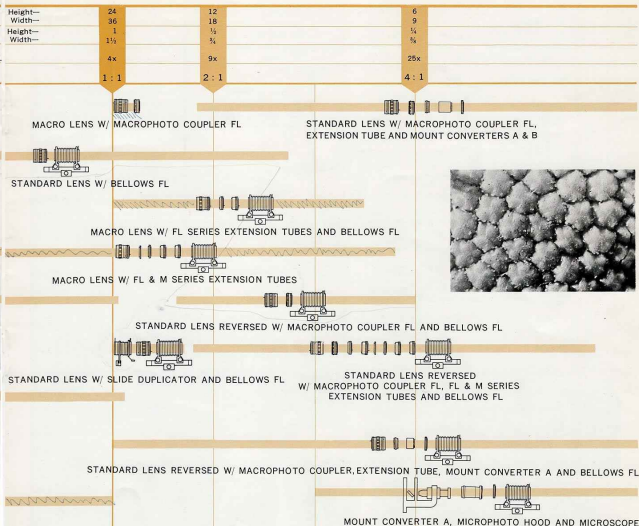 Height— 24 12 6
Width— 36 18 9
Height— 1 ½ ¼
Width— 1½ ¾ ⅜
4x 9x 25x
1:1 2:1 4:1
MACRO LENS W/ MACROPHOTO COUPLER FL
STANDARD LENS W/ MACROPHOTO COUPLER FL,
EXTENSION TUBE AND MOUNT CONVERTERS A & B
STANDARD LENS W/ BELLOWS FL
MACRO LENS W/ FL SERIES EXTENSION TUBES AND BELLOWS FL
MACRO LENS W/ FL & M SERIES EXTENSION TUBES
STANDARD LENS REVERSED W/ MACROPHOTO COUPLER FL AND BELLOWS FL
STANDARD LENS W/ SLIDE DUPLICATOR AND BELLOWS FL
STANDARD LENS REVERSED
W/ MACROPHOTO COUPLER FL, FL & M SERIES
EXTENSION TUBES AND BELLOWS FL
STANDARD LENS REVERSED W/ MACROPHOTO COUPLER, EXTENSION TUBE, MOUNT CONVERTER A AND BELLOWS FL
MOUNT CONVERTER A, MICROPHOTO HOOD AND MICROSCOPE